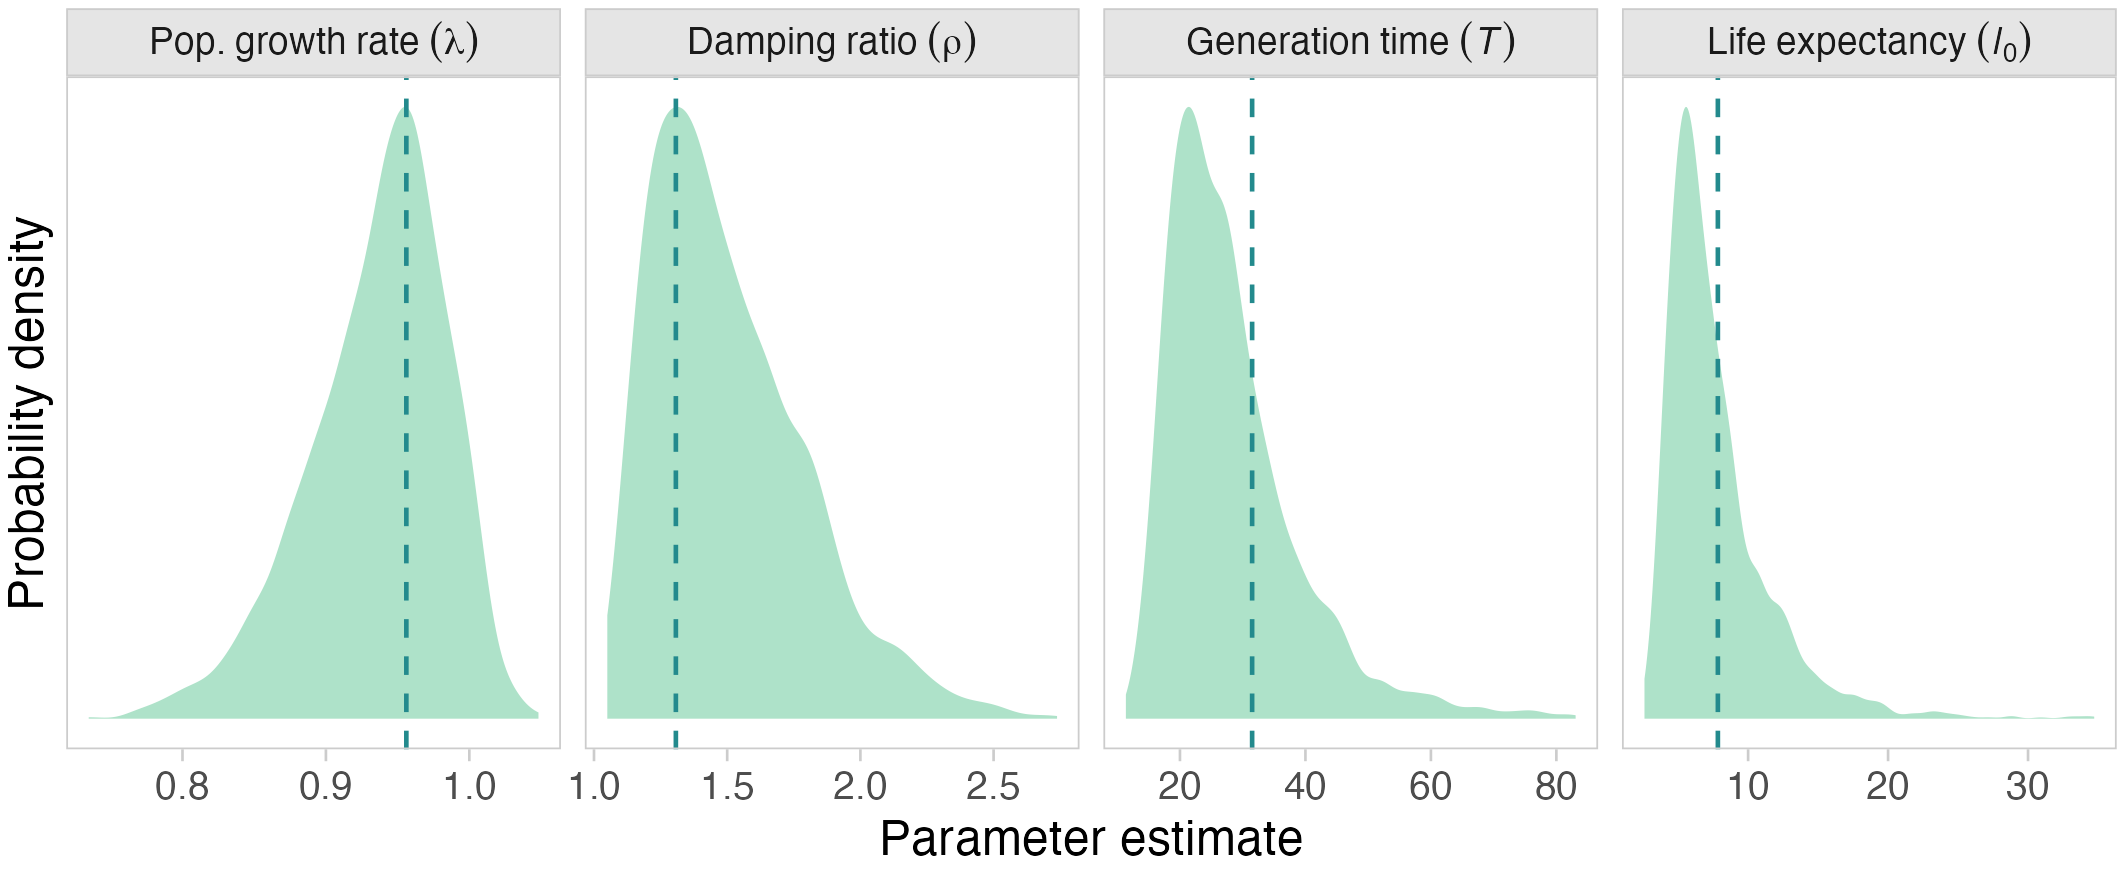 Pop. growth rate (λ)
Damping ratio (ρ)
Generation time (T)
Life expectancy (l₀)
Probability density
0.8 0.9 1.0
1.0 1.5 2.0 2.5
20 40 60 80
10 20 30
Parameter estimate